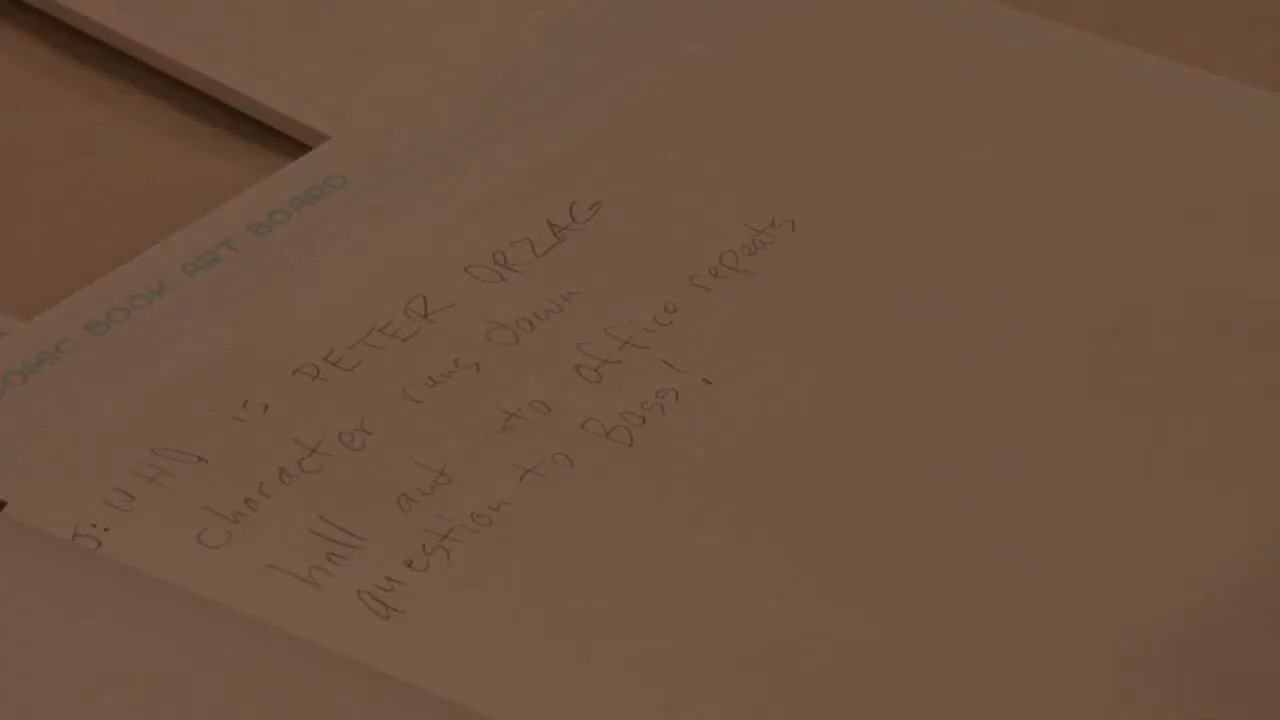 COMIC BOOK ART BOARD
J: WHO is PETER ORZAG
character runs down
hall and into office repeats
question to Boss!